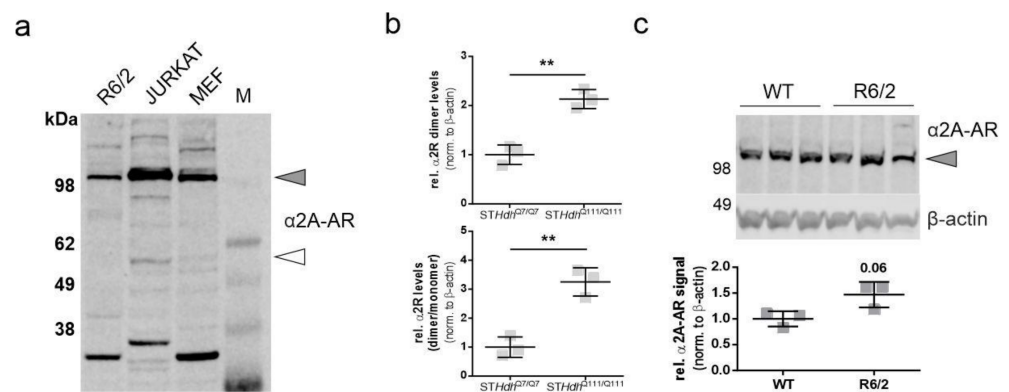 a
R6/2
JURKAT
MEF
M
kDa
98
62
49
38
α2A-AR
b
rel. α2R dimer levels
(norm. to β-actin)
3
2
1
0
**
STHdhQ7/Q7
STHdhQ111/Q111
rel. α2R levels
(dimer/monomer)
(norm. to β-actin)
5
4
3
2
1
0
**
STHdhQ7/Q7
STHdhQ111/Q111
c
WT
R6/2
α2A-AR
98
49
β-actin
rel. α2A-AR signal
(norm. to β-actin)
2.0
1.5
1.0
0.5
0.0
0.06
WT
R6/2